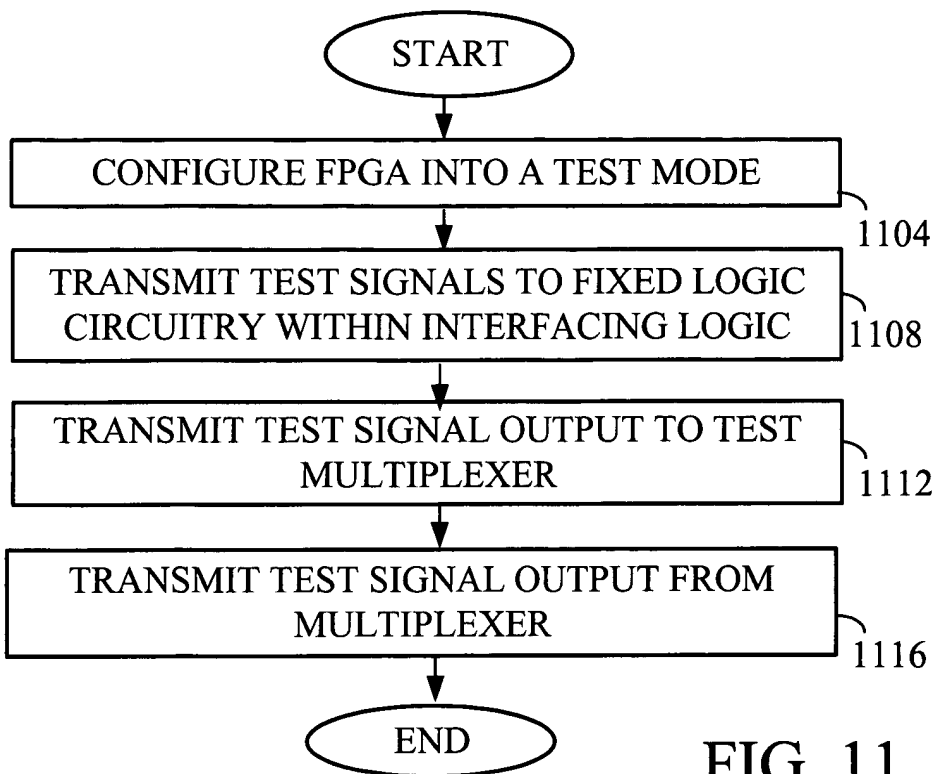 START
CONFIGURE FPGA INTO A TEST MODE
1104
TRANSMIT TEST SIGNALS TO FIXED LOGIC
CIRCUITRY WITHIN INTERFACING LOGIC
1108
TRANSMIT TEST SIGNAL OUTPUT TO TEST
MULTIPLEXER
1112
TRANSMIT TEST SIGNAL OUTPUT FROM
MULTIPLEXER
1116
END
FIG. 11